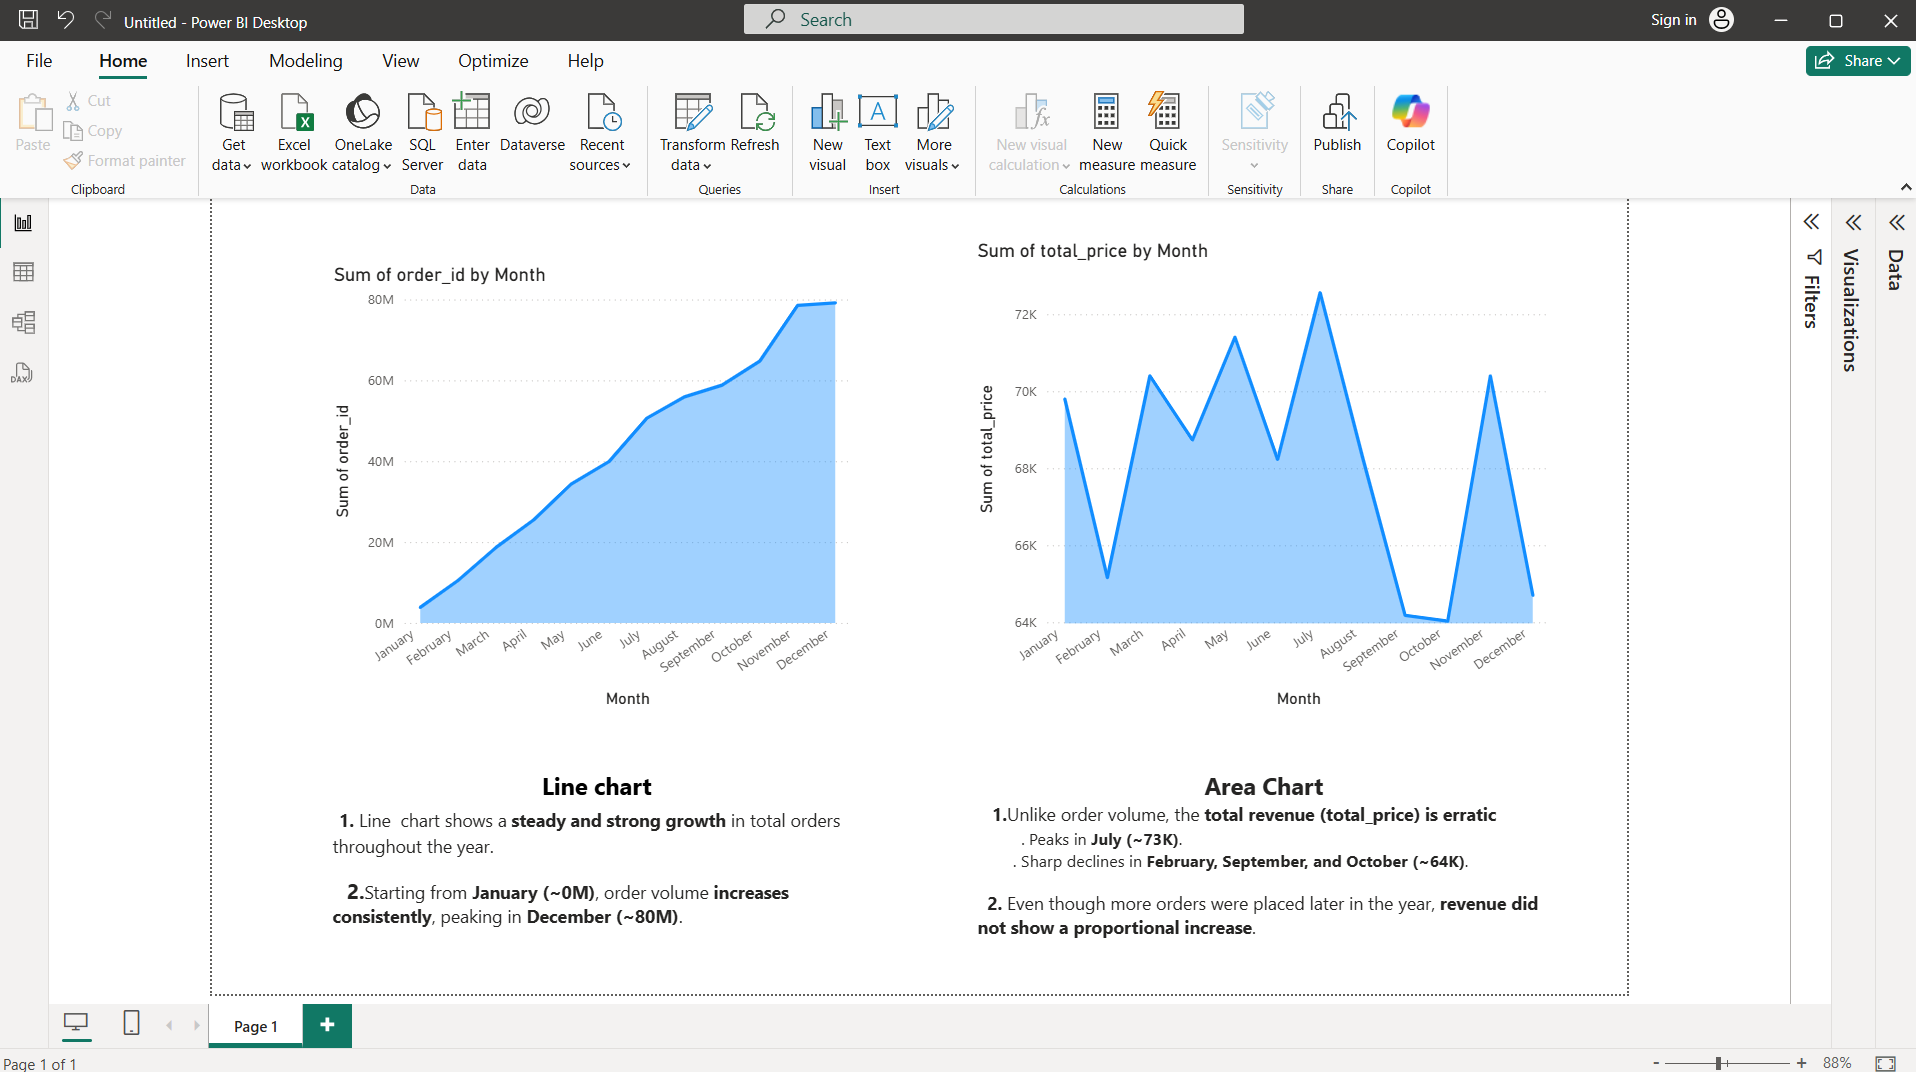 Untitled - Power BI Desktop
Search
Sign in
File Home Insert Modeling View Optimize Help
Share
Paste
Cut
Copy
Format painter
Clipboard
Get data
Excel workbook
OneLake catalog
SQL Server
Enter data
Dataverse
Recent sources
Data
Transform data
Refresh
Queries
New visual
Text box
More visuals
Insert
New visual calculation
New measure
Quick measure
Calculations
Sensitivity
Sensitivity
Publish
Share
Copilot
Copilot
DAX
Sum of order_id by Month
Sum of order_id
80M
60M
40M
20M
0M
January February March April May June July August September October November December
Month
Sum of total_price by Month
Sum of total_price
72K
70K
68K
66K
64K
January February March April May June July August September October November December
Month
Line chart
1. Line  chart shows a steady and strong growth in total orders
throughout the year.
2.Starting from January (~0M), order volume increases
consistently, peaking in December (~80M).
Area Chart
1.Unlike order volume, the total revenue (total_price) is erratic
. Peaks in July (~73K).
. Sharp declines in February, September, and October (~64K).
2. Even though more orders were placed later in the year, revenue did
not show a proportional increase.
Filters
Visualizations
Data
Page 1
Page 1 of 1
- + 88%